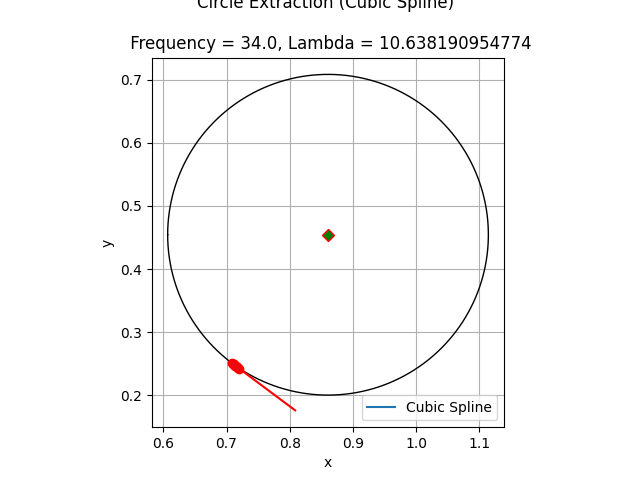 Circle Extraction (Cubic Spline)
Frequency = 34.0, Lambda = 10.638190954774
0.7
0.6
0.5
0.4
0.3
0.2
y
0.6 0.7 0.8 0.9 1.0 1.1
x
Cubic Spline